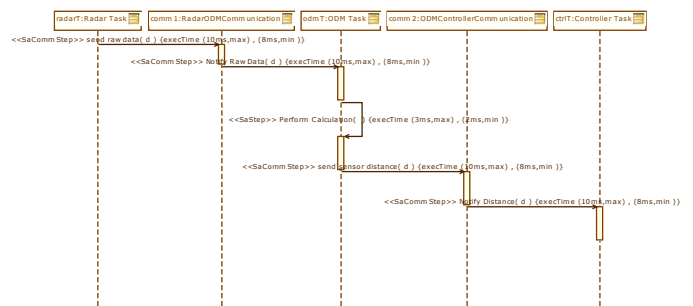 radarT:Radar Task
comm1:RadarODMCommunication
odmT:ODM Task
comm2:ODMControllerCommunication
ctrlT:Controller Task
<<SaCommStep>> send raw data( d ) {execTime (10ms,max) , (8ms,min )}
<<SaCommStep>> Notify Raw Data( d ) {execTime (10ms,max) , (8ms,min )}
<<SaStep>> Perform Calculation( ) {execTime (3ms,max) , (2ms,min )}
<<SaCommStep>> send sensor distance( d ) {execTime (10ms,max) , (8ms,min )}
<<SaCommStep>> Notify Distance( d ) {execTime (10ms,max) , (8ms,min )}